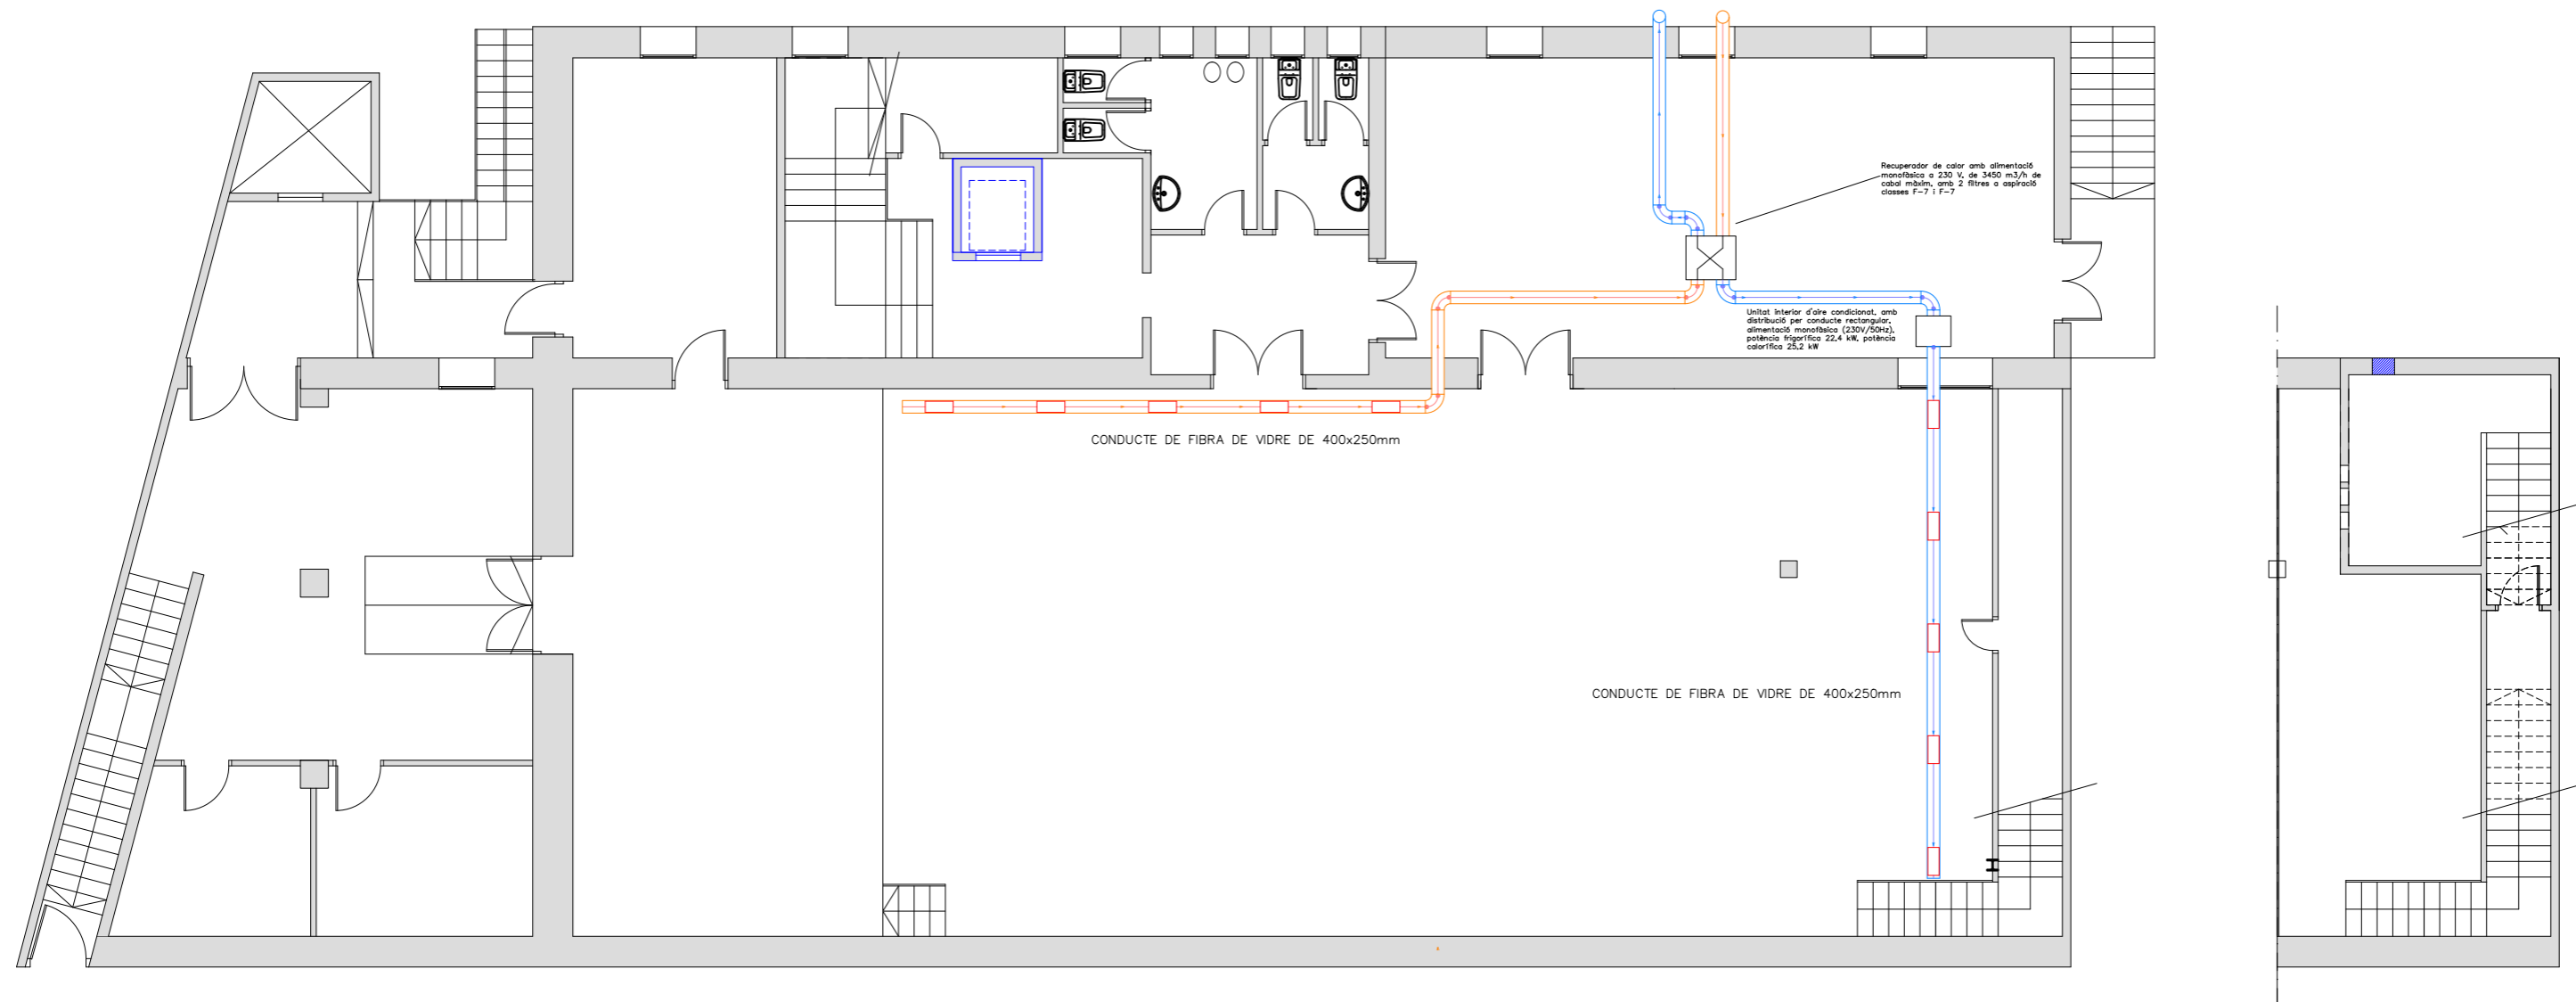 Recuperador de calor amb alimentació
monofàsica a 230 V, de 3450 m3/h de
cabal màxim, amb 2 filtres a aspiració
classes F-7 i F-7
Unitat interior d'aire condicionat, amb
distribució per conducte rectangular,
alimentació monofàsica (230V/50Hz),
potència frigorífica 22,4 kW, potència
calorífica 25,2 kW
CONDUCTE DE FIBRA DE VIDRE DE 400x250mm
CONDUCTE DE FIBRA DE VIDRE DE 400x250mm